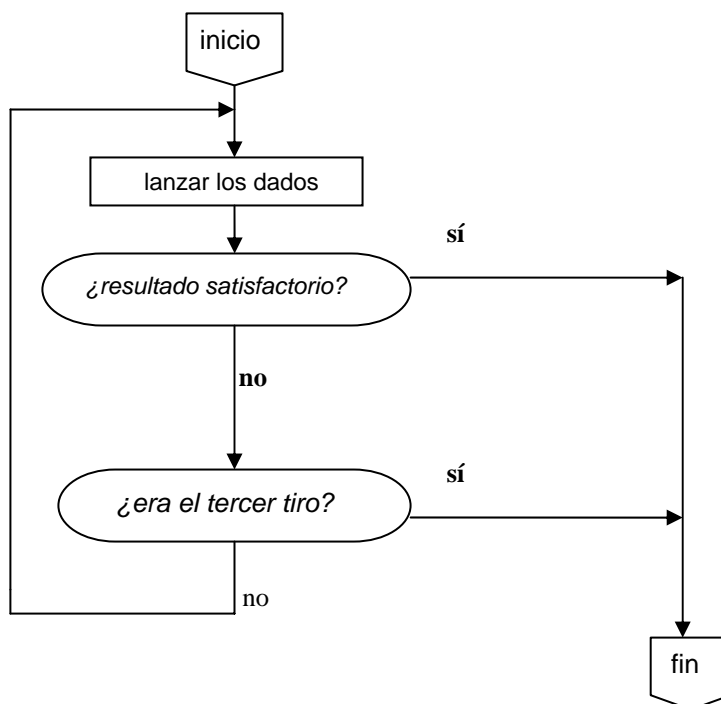 inicio
lanzar los dados
sí
¿resultado satisfactorio?
no
sí
¿era el tercer tiro?
no
fin